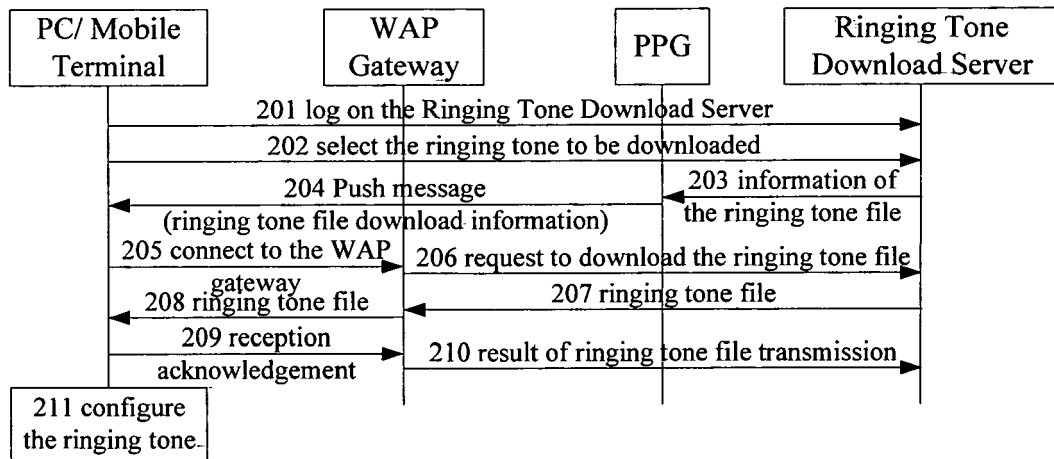 PC/ Mobile
Terminal
WAP
Gateway
PPG
Ringing Tone
Download Server
201 log on the Ringing Tone Download Server
202 select the ringing tone to be downloaded
203 information of
the ringing tone file
204 Push message
(ringing tone file download information)
205 connect to the WAP
gateway
206 request to download the ringing tone file
207 ringing tone file
208 ringing tone file
209 reception
acknowledgement
210 result of ringing tone file transmission
211 configure
the ringing tone